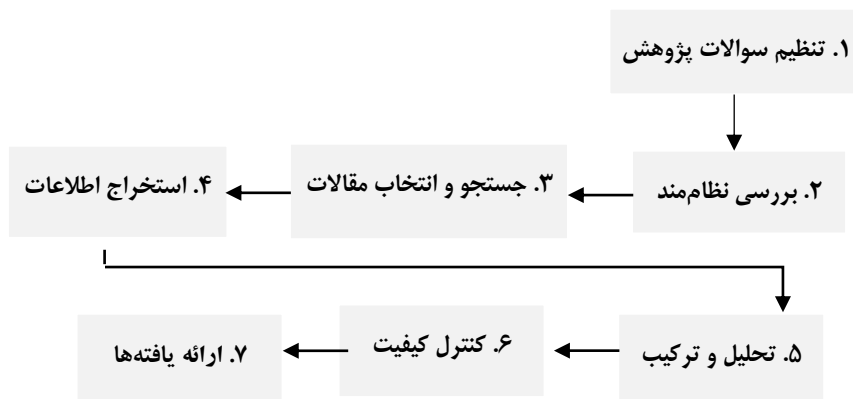 ۱. تنظیم سوالات پژوهش
۲. بررسی نظام‌مند
۳. جستجو و انتخاب مقالات
۴. استخراج اطلاعات
۵. تحلیل و ترکیب
۶. کنترل کیفیت
۷. ارائه یافته‌ها